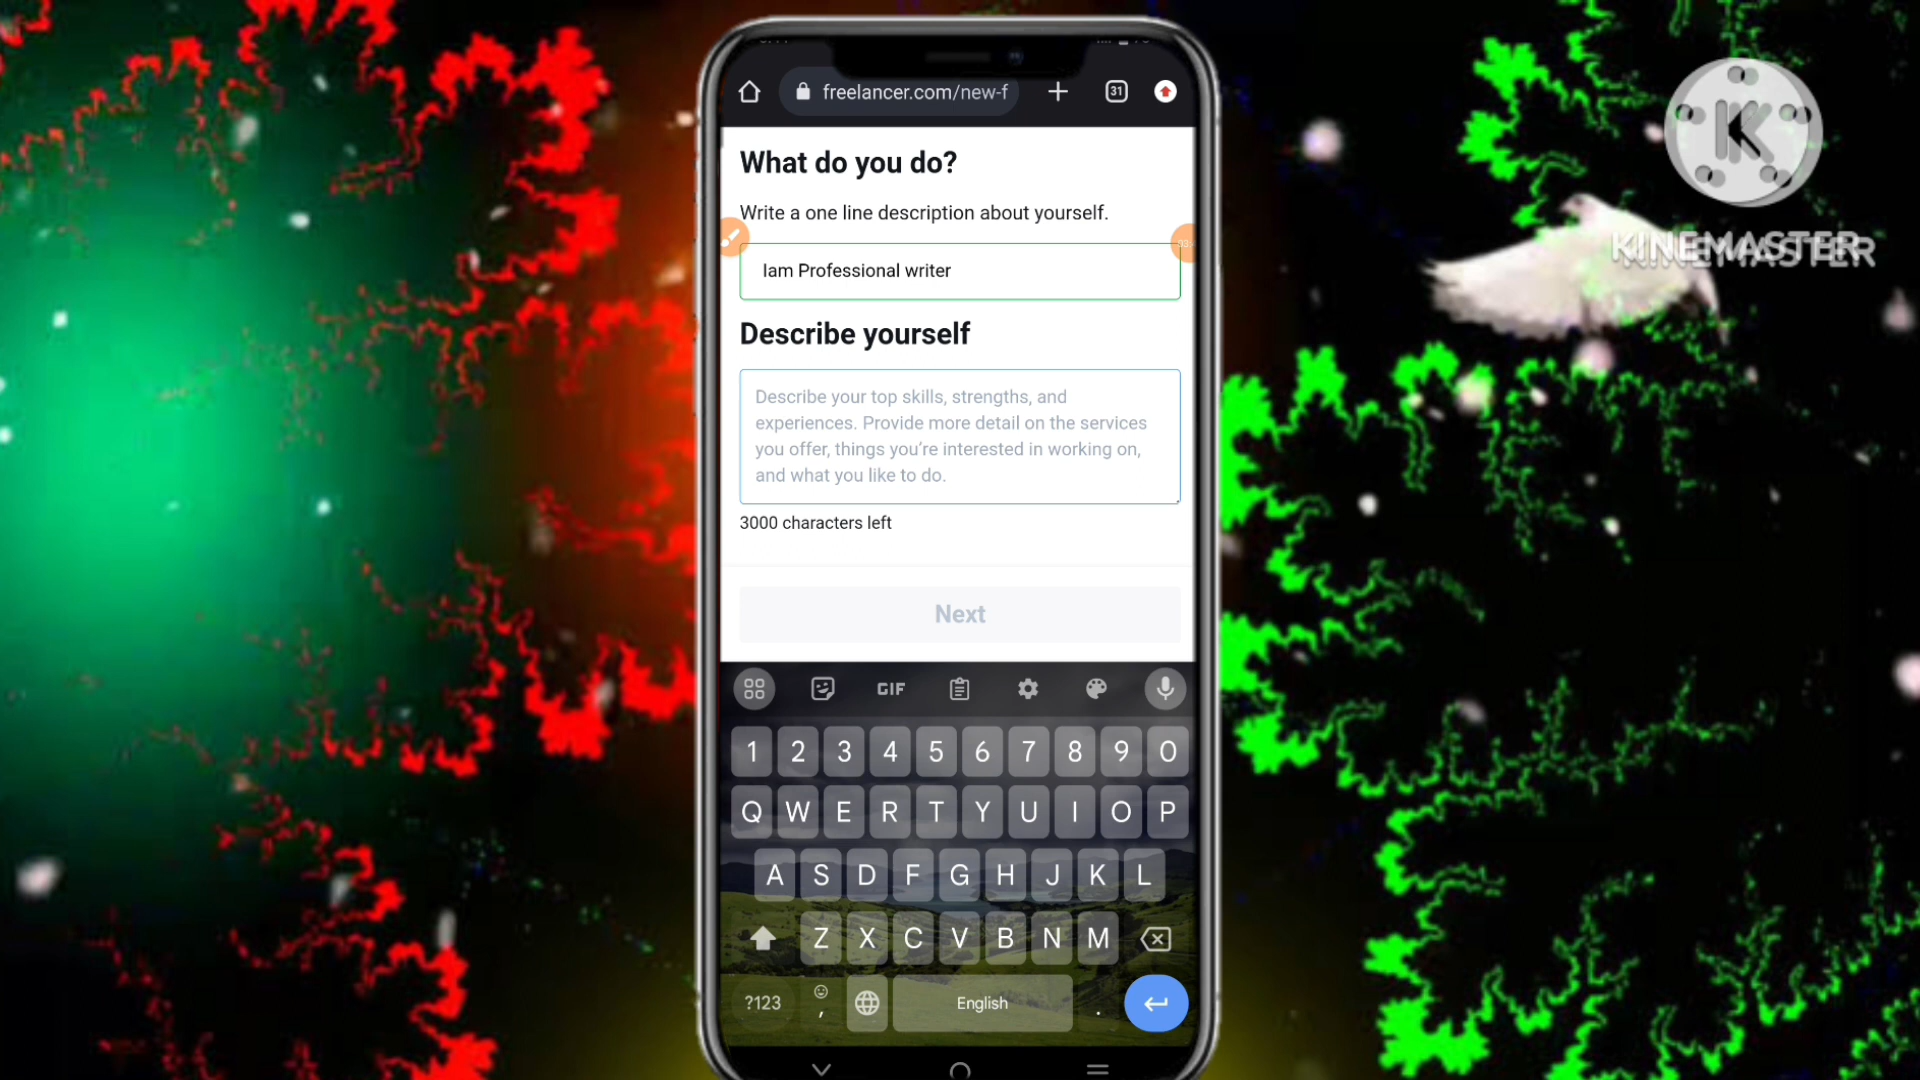 freelancer.com/new-f
31
What do you do?
Write a one line description about yourself.
Iam Professional writer
Describe yourself
Describe your top skills, strengths, and
experiences. Provide more detail on the services
you offer, things you're interested in working on,
and what you like to do.
3000 characters left
Next
GIF
1 2 3 4 5 6 7 8 9 0
Q W E R T Y U I O P
A S D F G H J K L
Z X C V B N M
?123 , English .
K
KINEMASTER